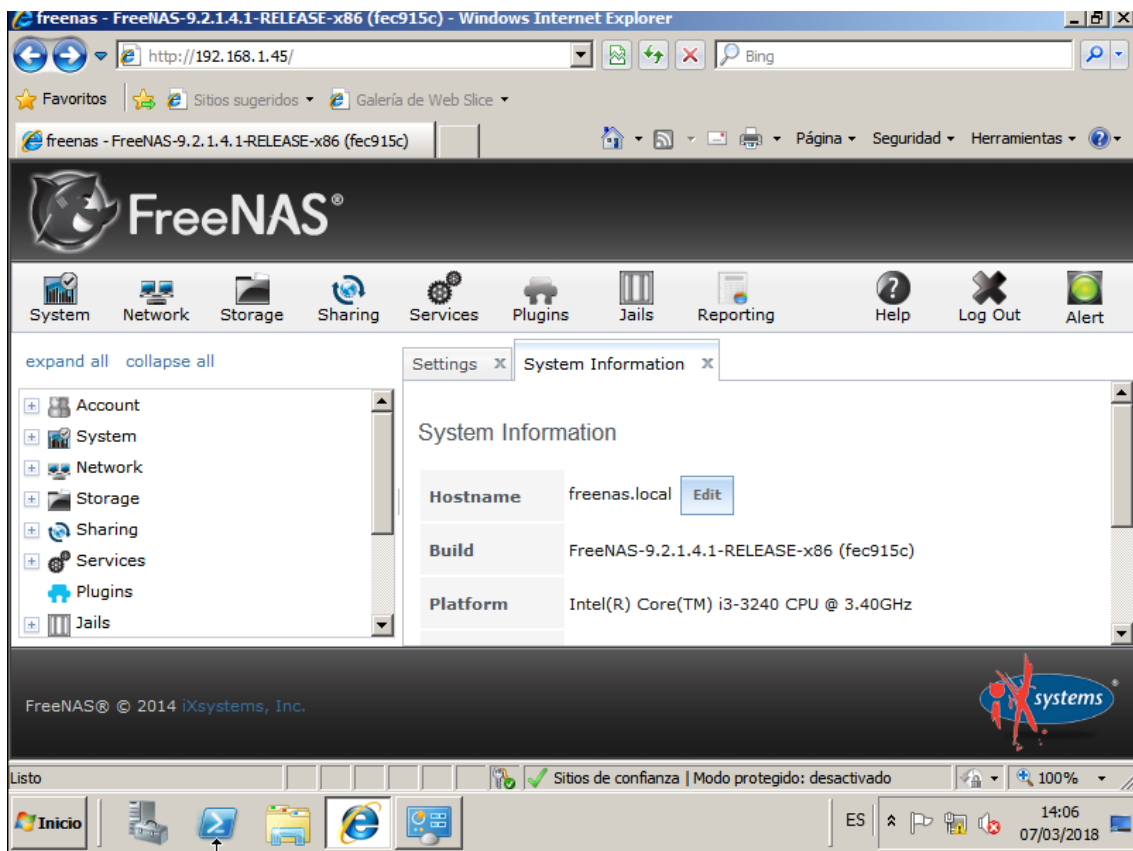 freenas - FreeNAS-9.2.1.4.1-RELEASE-x86 (fec915c) - Windows Internet Explorer
http://192.168.1.45/
Bing
Favoritos Sitios sugeridos Galería de Web Slice
freenas - FreeNAS-9.2.1.4.1-RELEASE-x86 (fec915c)
Página Seguridad Herramientas
FreeNAS®
System Network Storage Sharing Services Plugins Jails Reporting Help Log Out Alert
expand all collapse all
Settings x System Information x
Account
System
Network
Storage
Sharing
Services
Plugins
Jails
System Information
Hostname freenas.local Edit
Build FreeNAS-9.2.1.4.1-RELEASE-x86 (fec915c)
Platform Intel(R) Core(TM) i3-3240 CPU @ 3.40GHz
FreeNAS® © 2014 iXsystems, Inc.
iXsystems®
Listo Sitios de confianza | Modo protegido: desactivado 100%
Inicio ES 14:06
07/03/2018